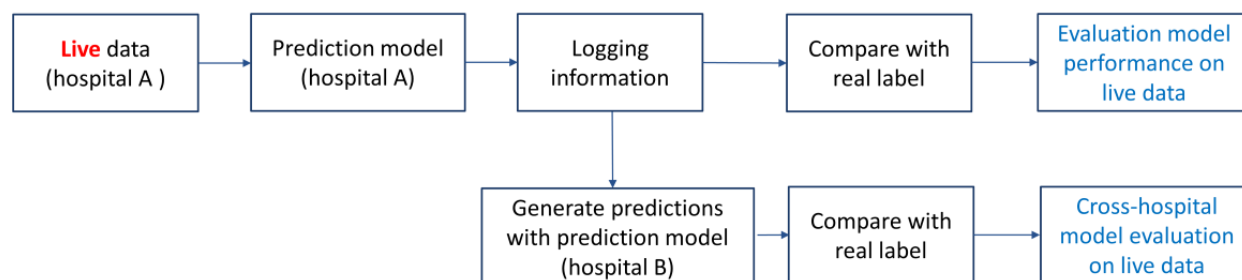 Live data
(hospital A )
Prediction model
(hospital A)
Logging
information
Compare with
real label
Evaluation model
performance on
live data
Generate predictions
with prediction model
(hospital B)
Compare with
real label
Cross-hospital
model evaluation
on live data